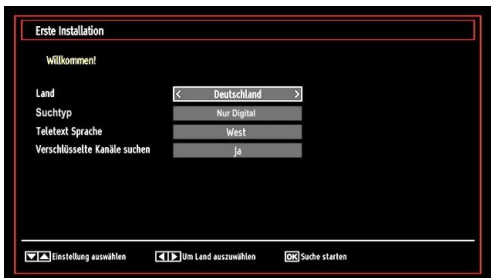 Erste Installation
Willkommen!
Land < Deutschland >
Suchtyp Nur Digital
Teletext Sprache West
Verschlüsselte Kanäle suchen Ja
Einstellung auswählen Um Land auszuwählen OK Suche starten